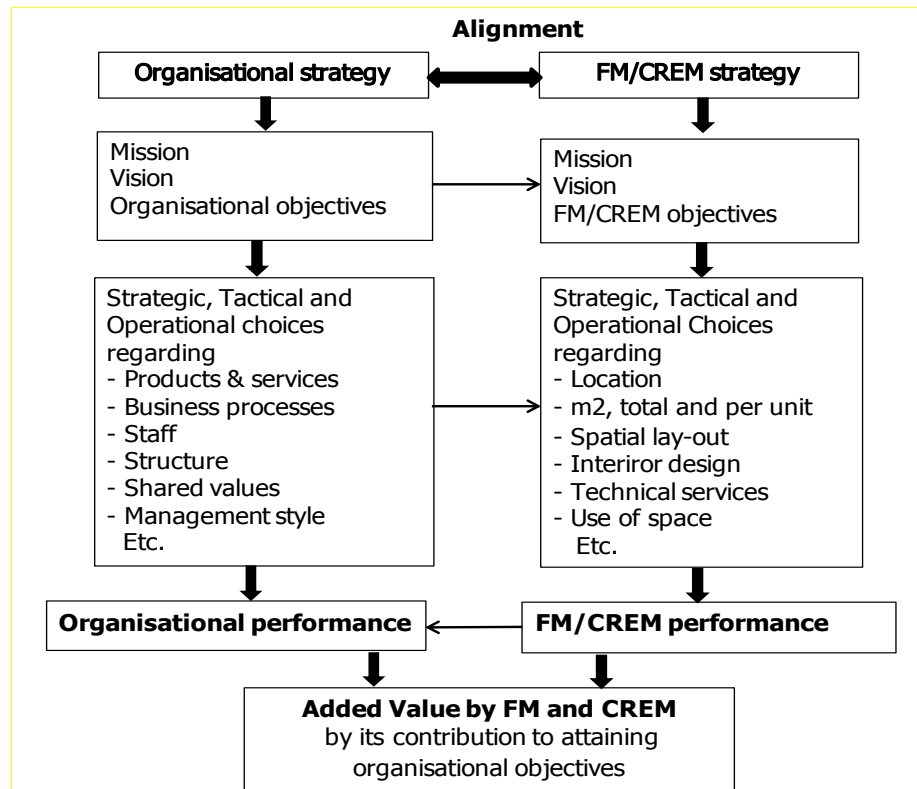 Alignment
Organisational strategy
FM/CREM strategy
Mission
Vision
Organisational objectives
Mission
Vision
FM/CREM objectives
Strategic, Tactical and
Operational choices
regarding
- Products & services
- Business processes
- Staff
- Structure
- Shared values
- Management style
Etc.
Strategic, Tactical and
Operational Choices
regarding
- Location
- m2, total and per unit
- Spatial lay-out
- Interiror design
- Technical services
- Use of space
Etc.
Organisational performance
FM/CREM performance
Added Value by FM and CREM
by its contribution to attaining
organisational objectives